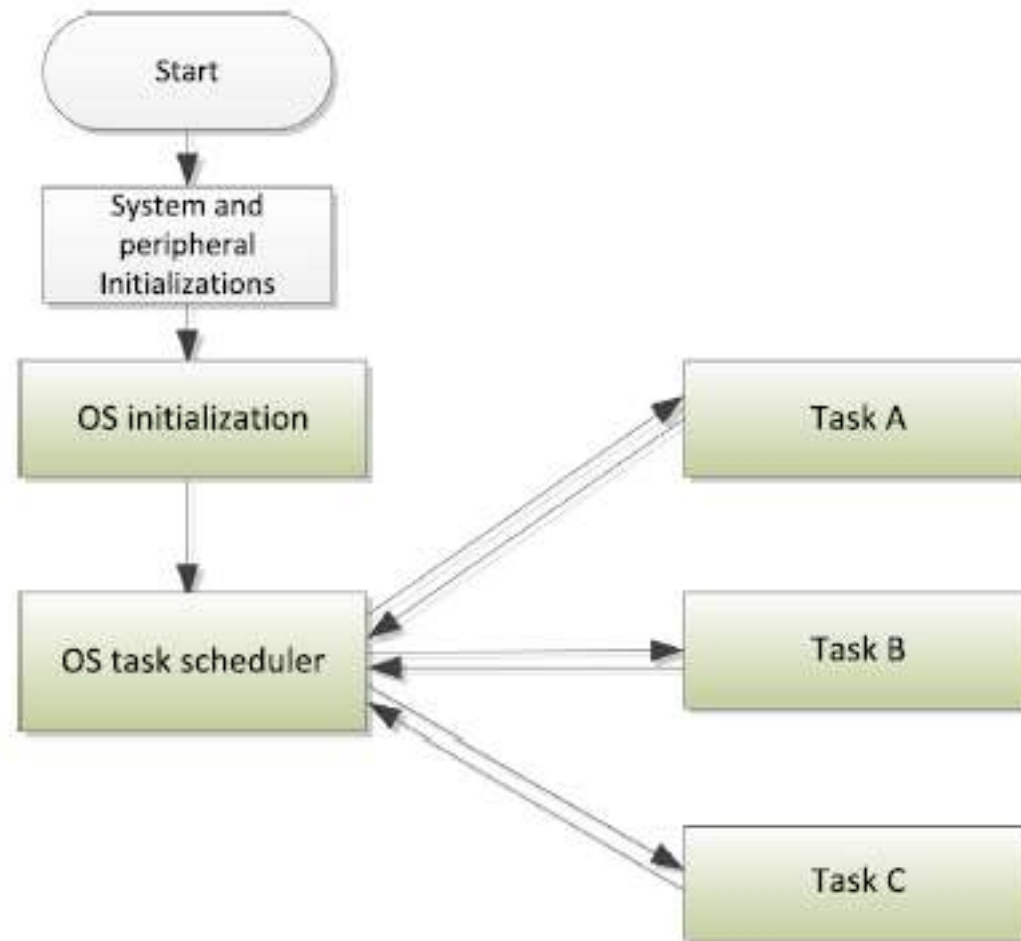 Start
System and
peripheral
Initializations
OS initialization
Task A
OS task scheduler
Task B
Task C